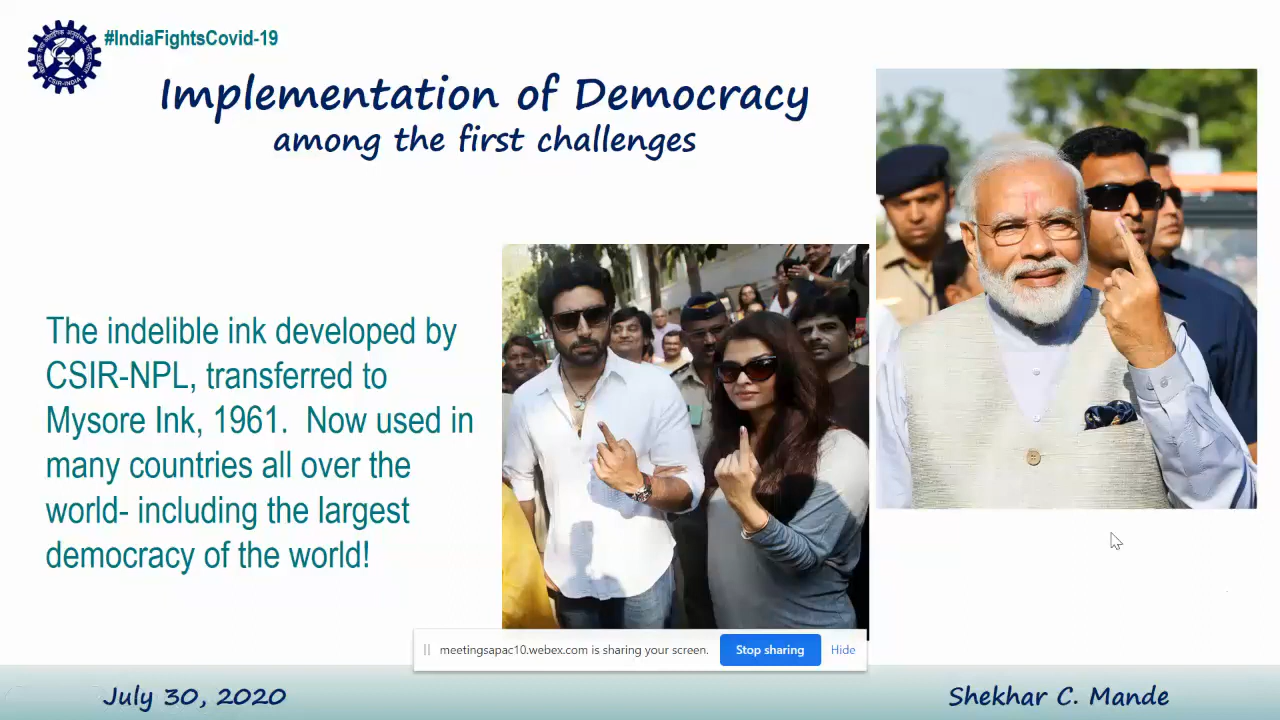 #IndiaFightsCovid-19
Implementation of Democracy
among the first challenges
The indelible ink developed by
CSIR-NPL, transferred to
Mysore Ink, 1961.  Now used in
many countries all over the
world- including the largest
democracy of the world!
CSIR-INDIA
meetingsapac10.webex.com is sharing your screen.
Stop sharing
Hide
July 30, 2020
Shekhar C. Mande